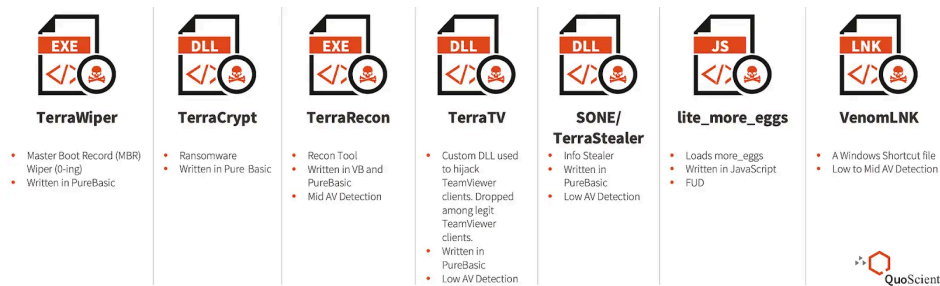 EXE
TerraWiper
• Master Boot Record (MBR)
Wiper (0-ing)
• Written in PureBasic
DLL
TerraCrypt
• Ransomware
• Written in Pure Basic
EXE
TerraRecon
• Recon Tool
• Written in VB and
PureBasic
• Mid AV Detection
DLL
TerraTV
• Custom DLL used
to hijack
TeamViewer
clients. Dropped
among legit
TeamViewer
clients.
• Written in
PureBasic
• Low AV Detection
DLL
SONE/
TerraStealer
• Info Stealer
• Written in
PureBasic
• Low AV Detection
JS
lite_more_eggs
• Loads more_eggs
• Written in JavaScript
• FUD
LNK
VenomLNK
• A Windows Shortcut file
• Low to Mid AV Detection
QuoScient